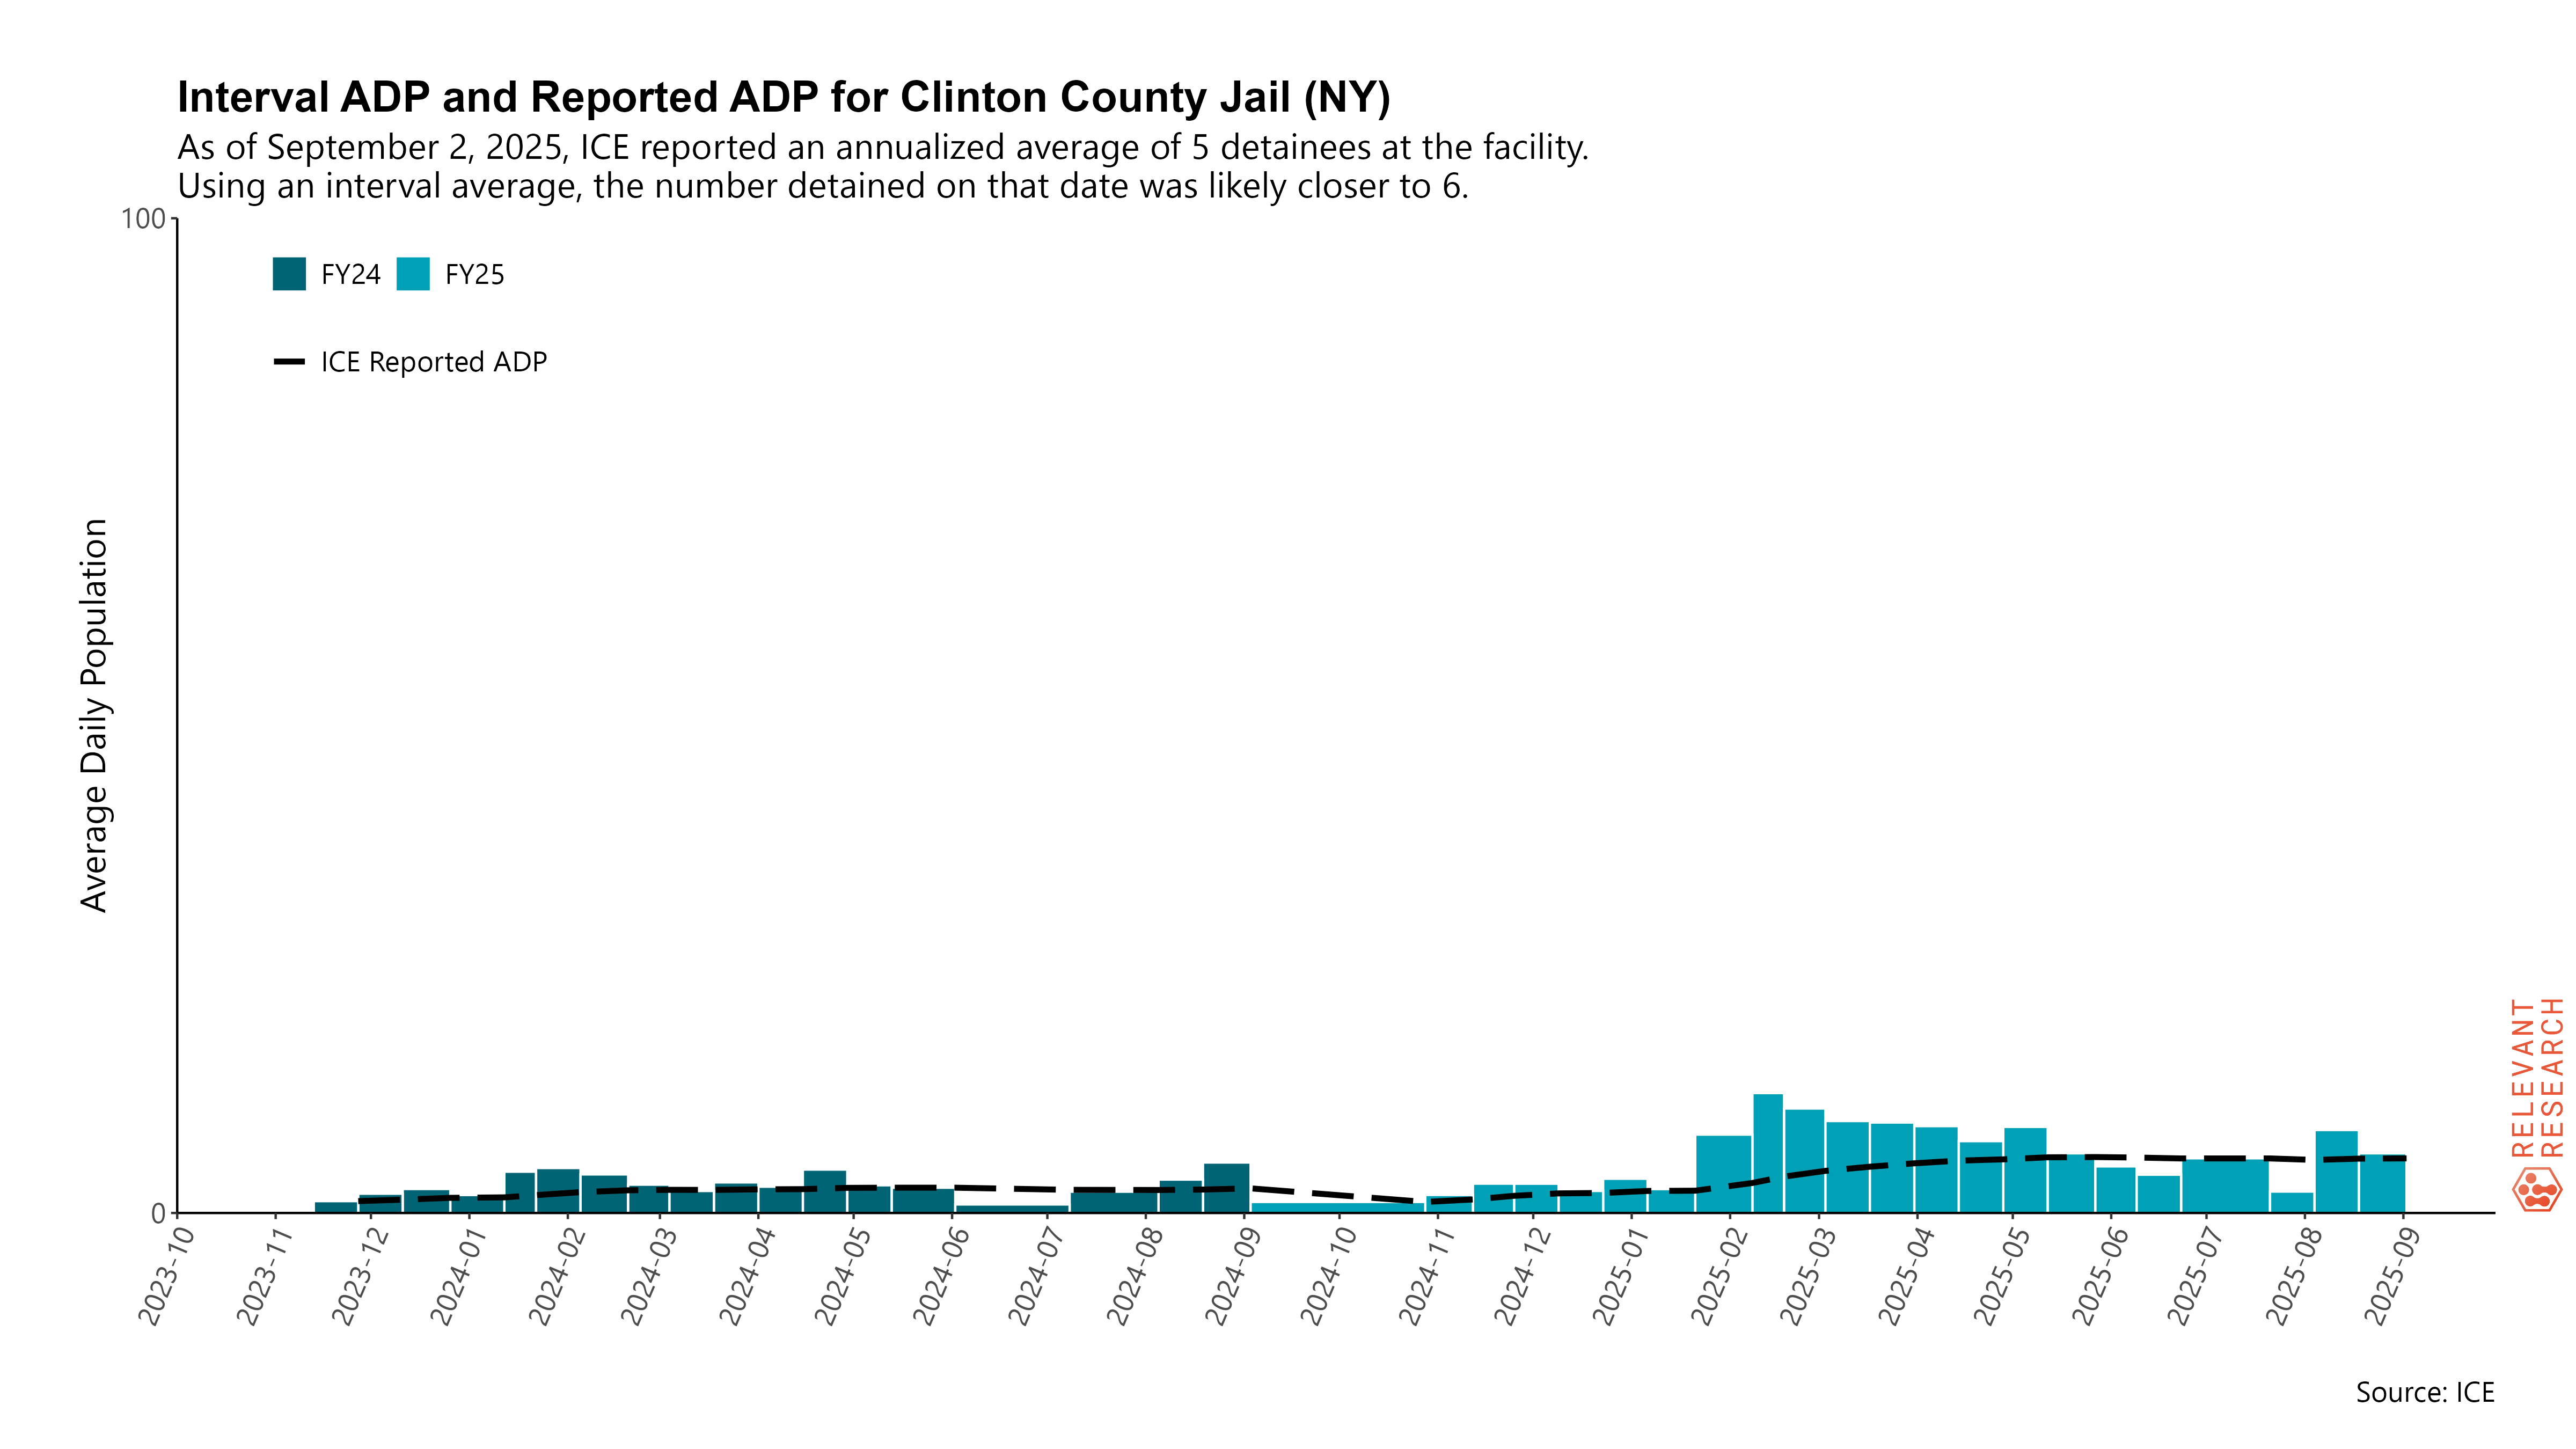 Interval ADP and Reported ADP for Clinton County Jail (NY)
As of September 2, 2025, ICE reported an annualized average of 5 detainees at the facility.
Using an interval average, the number detained on that date was likely closer to 6.
100
FY24 FY25
ICE Reported ADP
Average Daily Population
0
2023-10
2023-11
2023-12
2024-01
2024-02
2024-03
2024-04
2024-05
2024-06
2024-07
2024-08
2024-09
2024-10
2024-11
2024-12
2025-01
2025-02
2025-03
2025-04
2025-05
2025-06
2025-07
2025-08
2025-09
RELEVANT
RESEARCH
Source: ICE